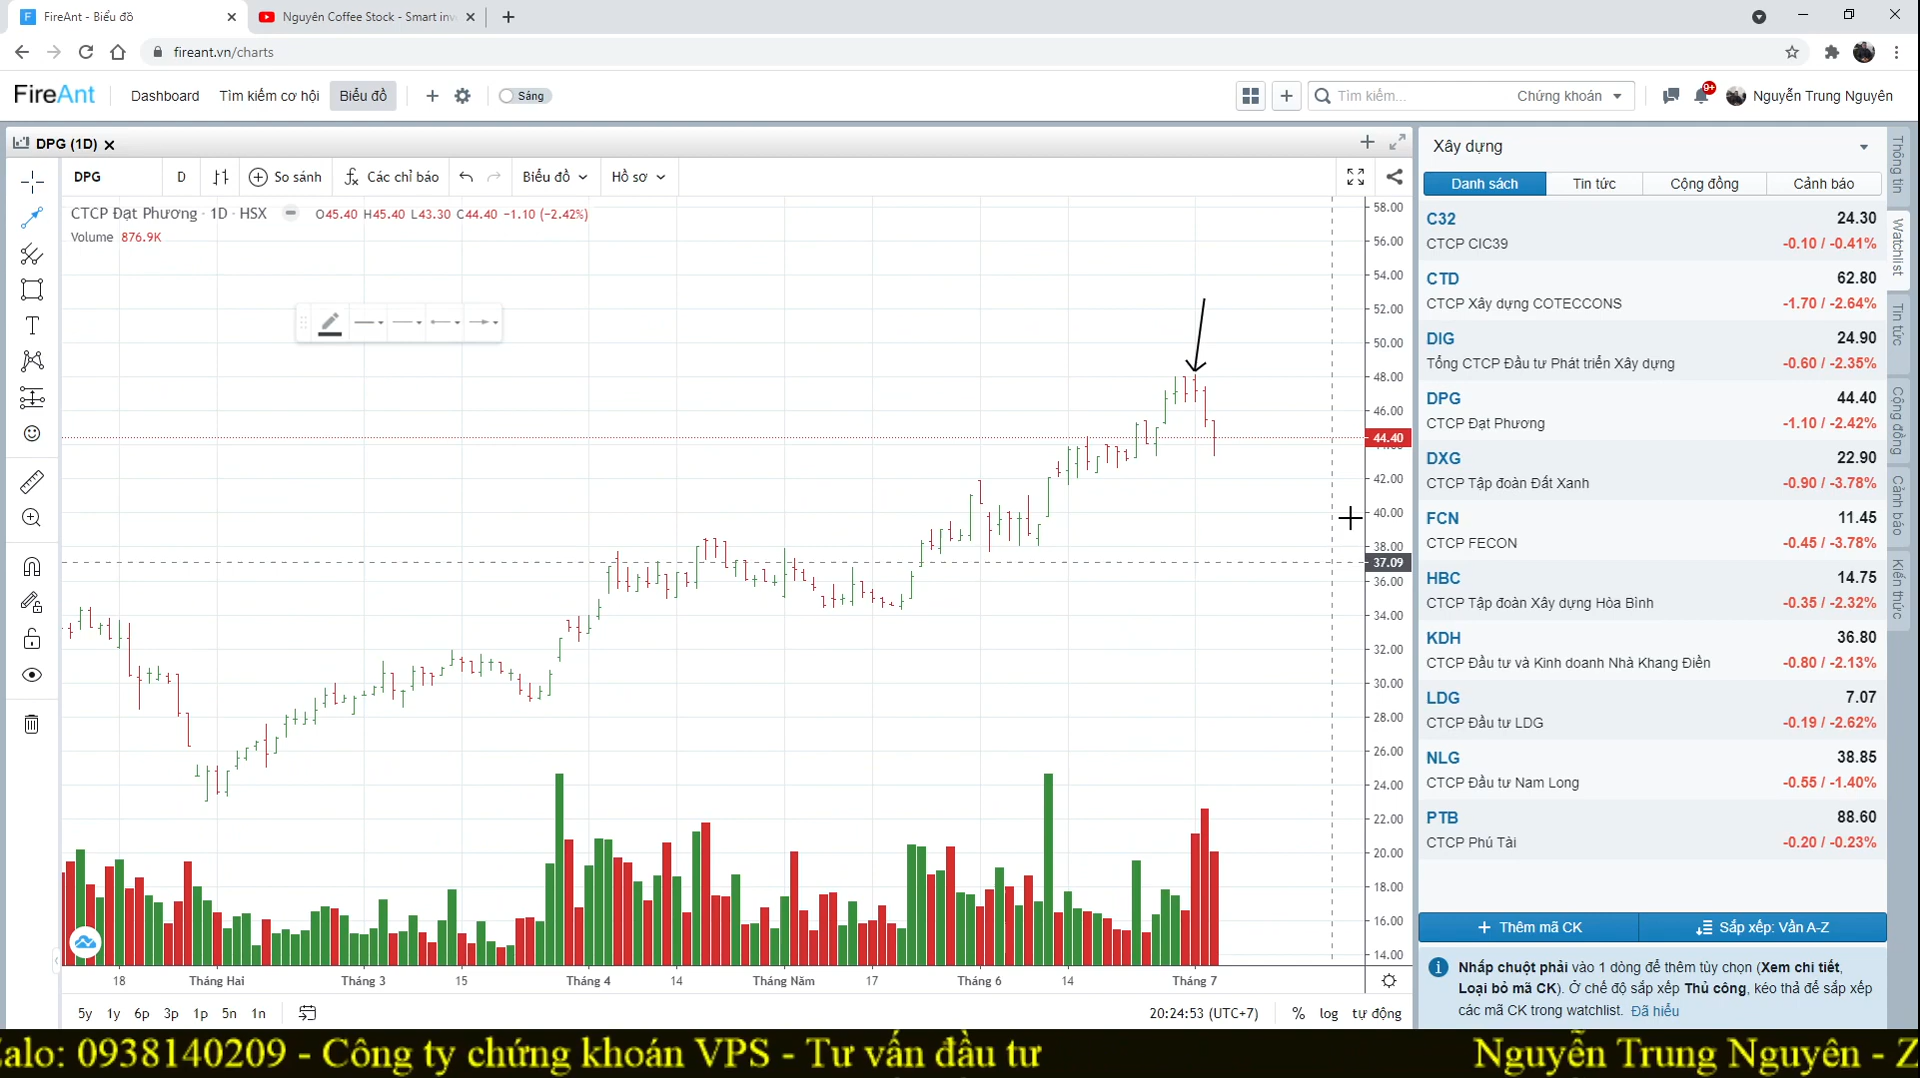 FireAnt - Biểu đồ
Nguyên Coffee Stock - Smart inv
fireant.vn/charts
FireAnt
Dashboard
Tìm kiếm cơ hội
Biểu đồ
Sáng
Tìm kiếm...
Chứng khoán
9+
Nguyễn Trung Nguyên
DPG (1D)
DPG
D
So sánh
Các chỉ báo
Biểu đồ
Hồ sơ
CTCP Đạt Phương · 1D · HSX
O45.40 H45.40 L43.30 C44.40 -1.10 (-2.42%)
Volume 876.9K
58.00
56.00
54.00
52.00
50.00
48.00
46.00
44.40
42.00
40.00
38.00
37.09
36.00
34.00
32.00
30.00
28.00
26.00
24.00
22.00
20.00
18.00
16.00
14.00
18
Tháng Hai
Tháng 3
15
Tháng 4
14
Tháng Năm
17
Tháng 6
14
Tháng 7
5y
1y
6p
3p
1p
5n
1n
20:24:53 (UTC+7)
%
log
tự động
Xây dựng
Danh sách
Tin tức
Cộng đồng
Cảnh báo
C32 24.30
CTCP CIC39 -0.10 / -0.41%
CTD 62.80
CTCP Xây dựng COTECCONS -1.70 / -2.64%
DIG 24.90
Tổng CTCP Đầu tư Phát triển Xây dựng -0.60 / -2.35%
DPG 44.40
CTCP Đạt Phương -1.10 / -2.42%
DXG 22.90
CTCP Tập đoàn Đất Xanh -0.90 / -3.78%
FCN 11.45
CTCP FECON -0.45 / -3.78%
HBC 14.75
CTCP Tập đoàn Xây dựng Hòa Bình -0.35 / -2.32%
KDH 36.80
CTCP Đầu tư và Kinh doanh Nhà Khang Điền -0.80 / -2.13%
LDG 7.07
CTCP Đầu tư LDG -0.19 / -2.62%
NLG 38.85
CTCP Đầu tư Nam Long -0.55 / -1.40%
PTB 88.60
CTCP Phú Tài -0.20 / -0.23%
Thêm mã CK
Sắp xếp: Vần A-Z
Nhấp chuột phải vào 1 dòng để thêm tùy chọn (Xem chi tiết,
Loại bỏ mã CK). Ở chế độ sắp xếp Thủ công, kéo thả để sắp xếp
các mã CK trong watchlist. Đã hiểu
Thông tin
Watchlist
Tin tức
Cộng đồng
Cảnh báo
Kiến thức
Zalo: 0938140209 - Công ty chứng khoán VPS - Tư vấn đầu tư
Nguyễn Trung Nguyên - Z